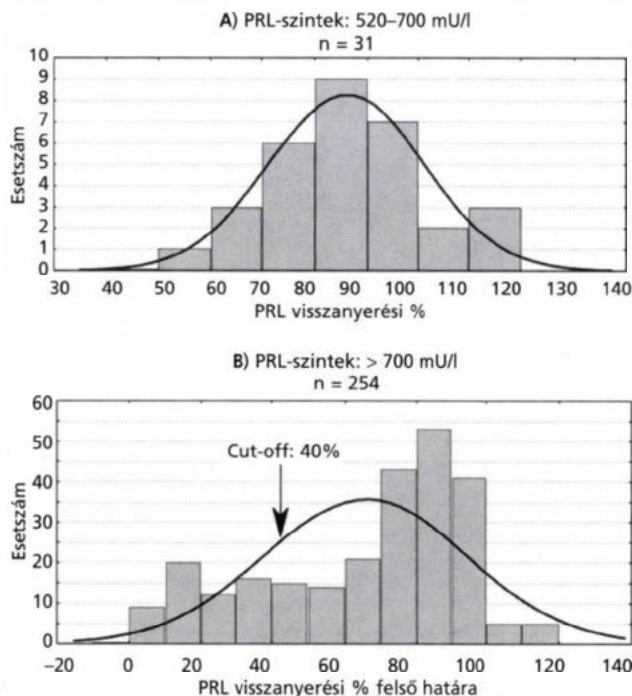 A) PRL-szintek: 520–700 mU/l
n = 31
Esetszám
10
9
8
7
6
5
4
3
2
1
0
30 40 50 60 70 80 90 100 110 120 130 140
PRL visszanyerési %
B) PRL-szintek: > 700 mU/l
n = 254
Esetszám
60
50
40
30
20
10
0
Cut-off: 40%
-20 0 20 40 60 80 100 120 140
PRL visszanyerési % felső határa